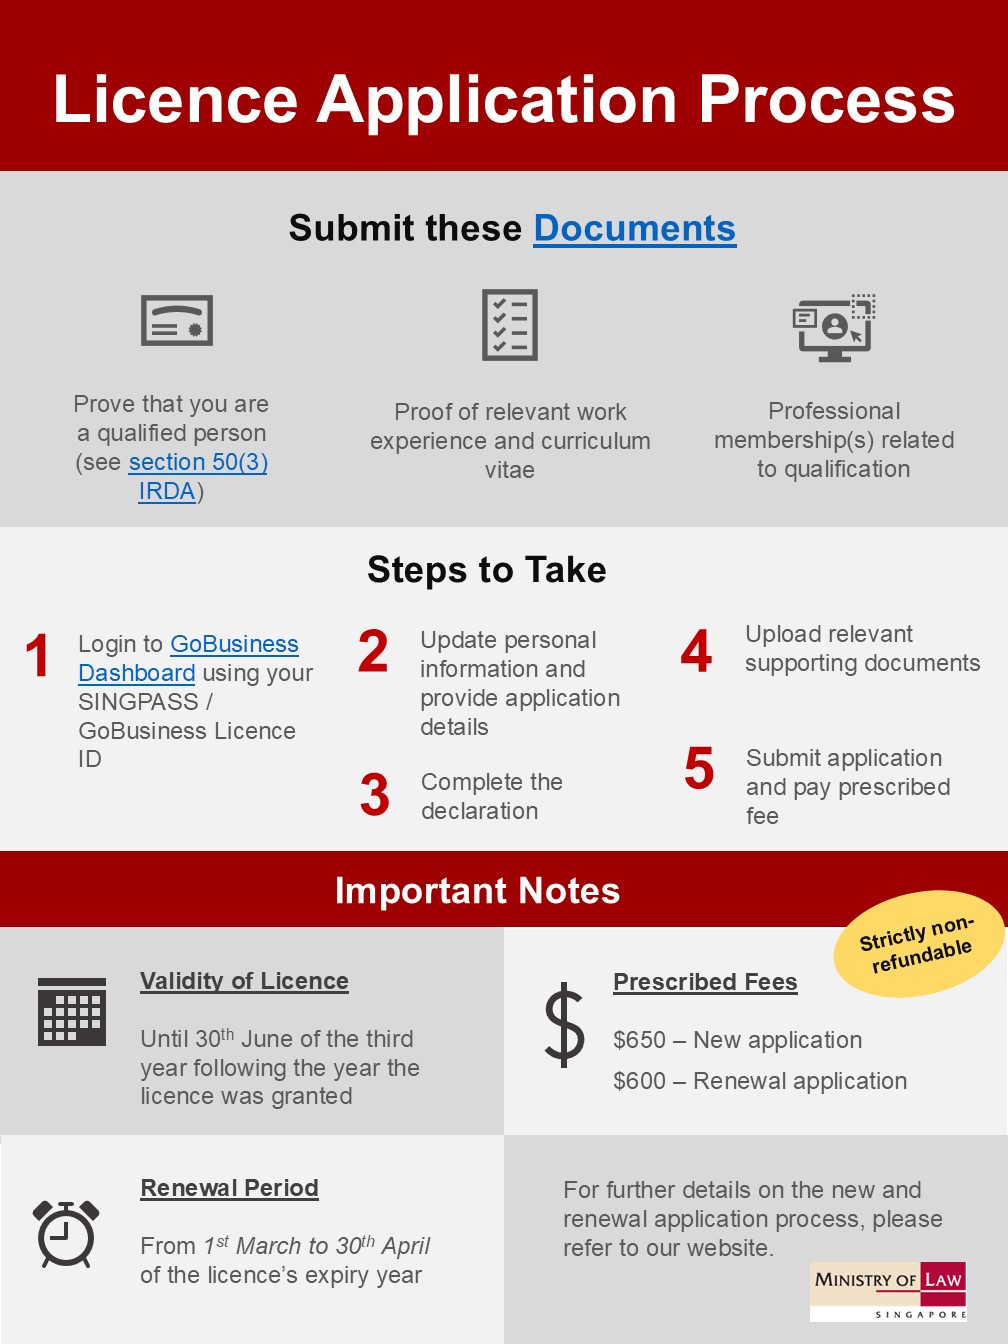 Licence Application Process
Submit these Documents
Prove that you are
a qualified person
(see section 50(3)
IRDA)
Proof of relevant work
experience and curriculum
vitae
Professional
membership(s) related
to qualification
Steps to Take
1
Login to GoBusiness
Dashboard using your
SINGPASS /
GoBusiness Licence
ID
2
Update personal
information and
provide application
details
3
Complete the
declaration
4
Upload relevant
supporting documents
5
Submit application
and pay prescribed
fee
Important Notes
Strictly non-
refundable
Validity of Licence
Until 30th June of the third
year following the year the
licence was granted
$
Prescribed Fees
$650 – New application
$600 – Renewal application
Renewal Period
From 1st March to 30th April
of the licence's expiry year
For further details on the new and
renewal application process, please
refer to our website.
MINISTRY OF LAW
SINGAPORE